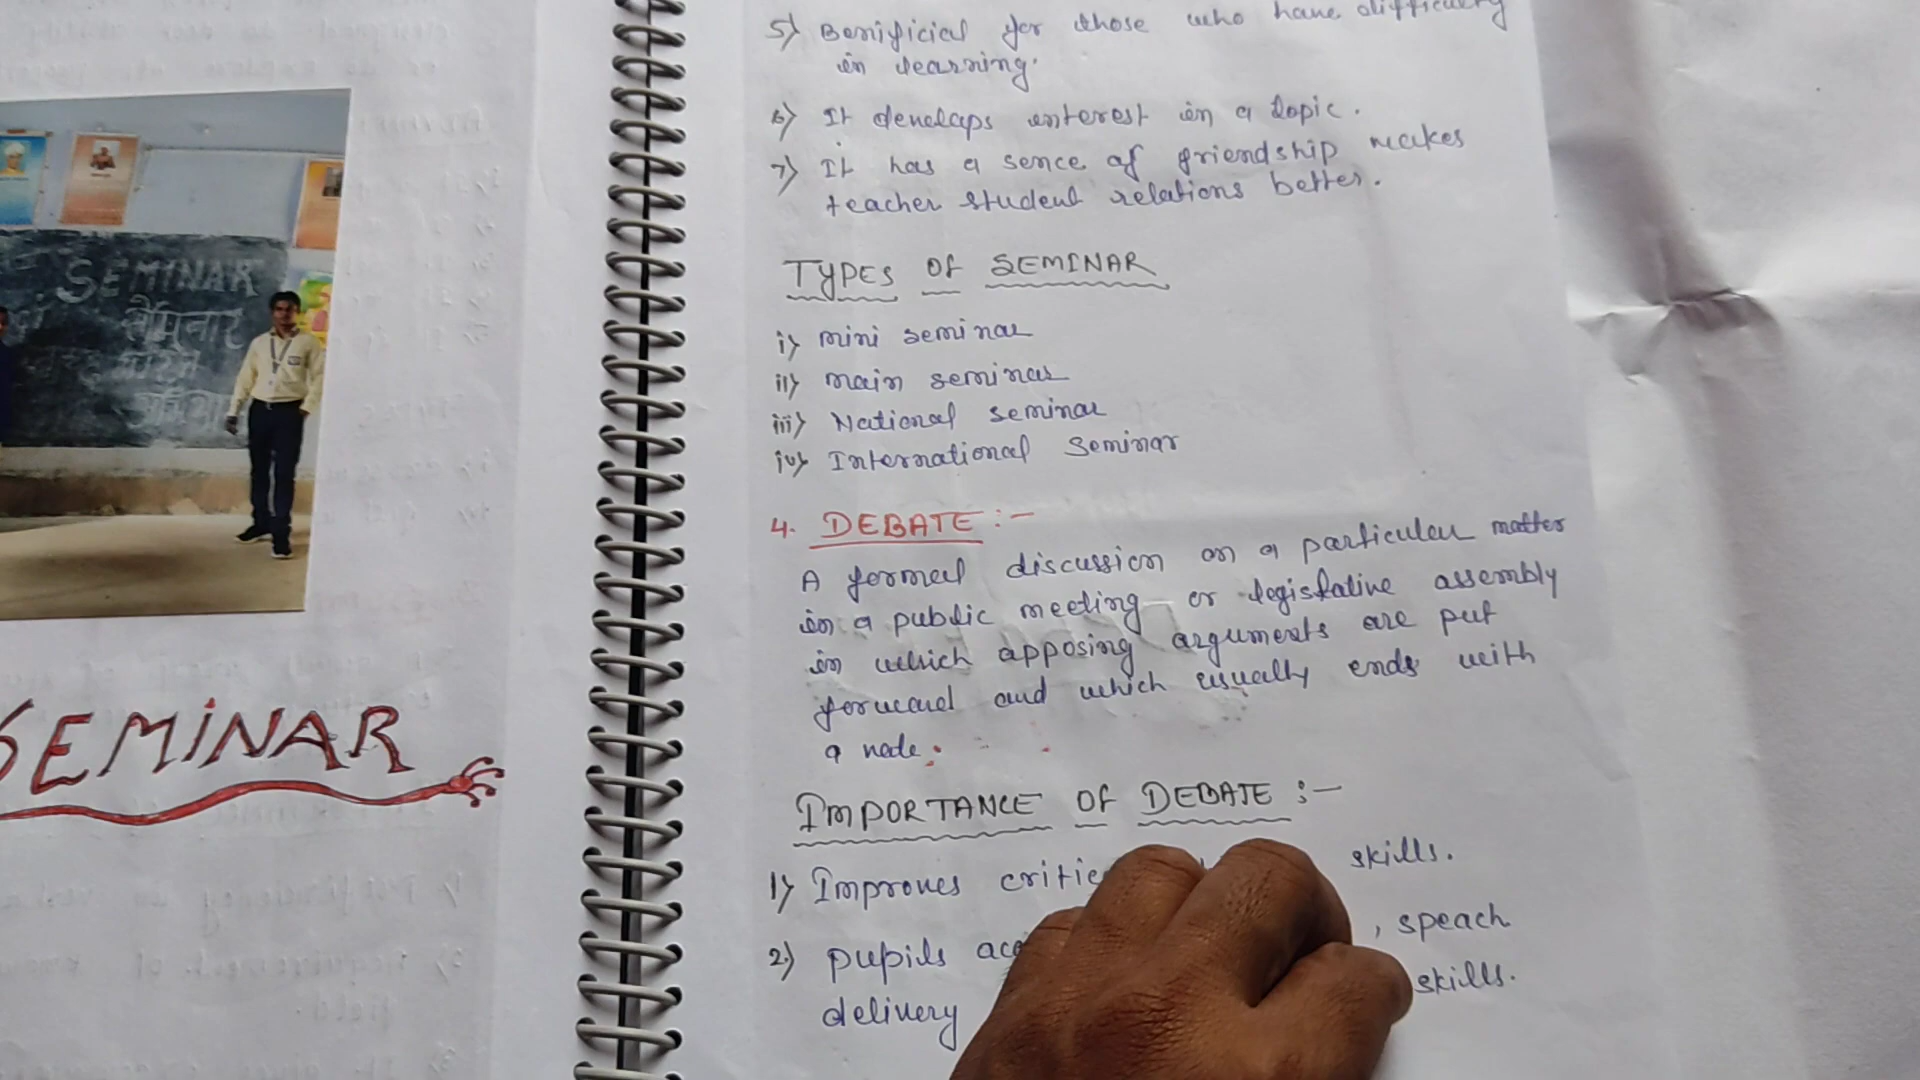 SEMINAR
सेमिनार
SEMINAR
5) Benificial for those who have difficulty
in learning.
6) It develaps interest in a topic.
7) It has a sence of friendship makes
teacher student relations better.
TYPES OF SEMINAR
i) mini seminar
ii) main seminar
iii) National seminar
iv) International Seminar
4. DEBATE :-
A formal discussion on a particular matter
in a public meeting or legislative assembly
in which apposing arguments are put
forward and which usually ends with
a
IMPORTANCE OF DEBATE :-
1) Improves skills.
2) pupils , speach
delivery skills.